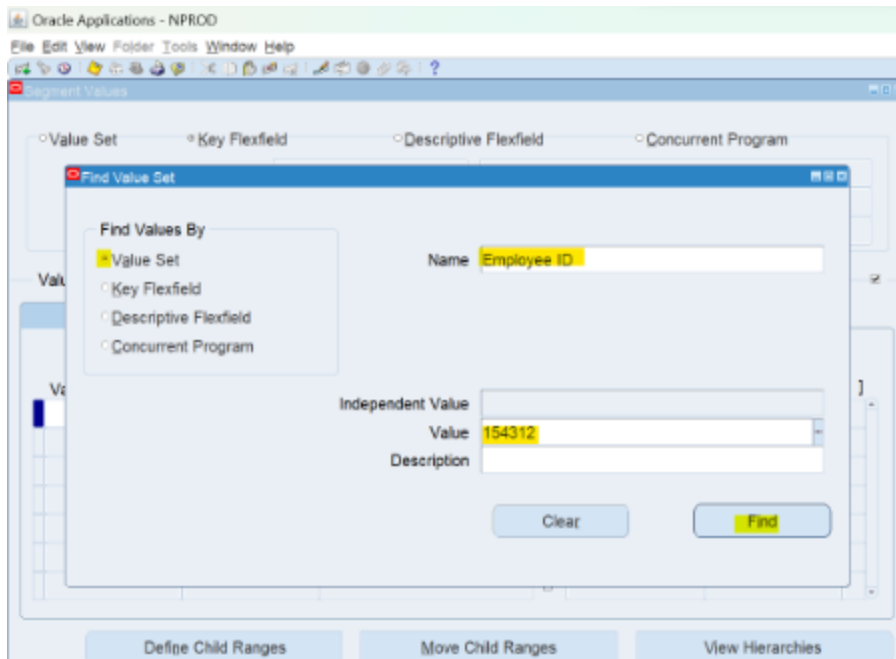 Oracle Applications - NPROD
File Edit View Folder Tools Window Help
Segment Values
Value Set Key Flexfield Descriptive Flexfield Concurrent Program
Find Value Set
Find Values By
Value Set
Name Employee ID
Key Flexfield
Descriptive Flexfield
Concurrent Program
Independent Value
Value 154312
Description
Clear Find
Define Child Ranges Move Child Ranges View Hierarchies